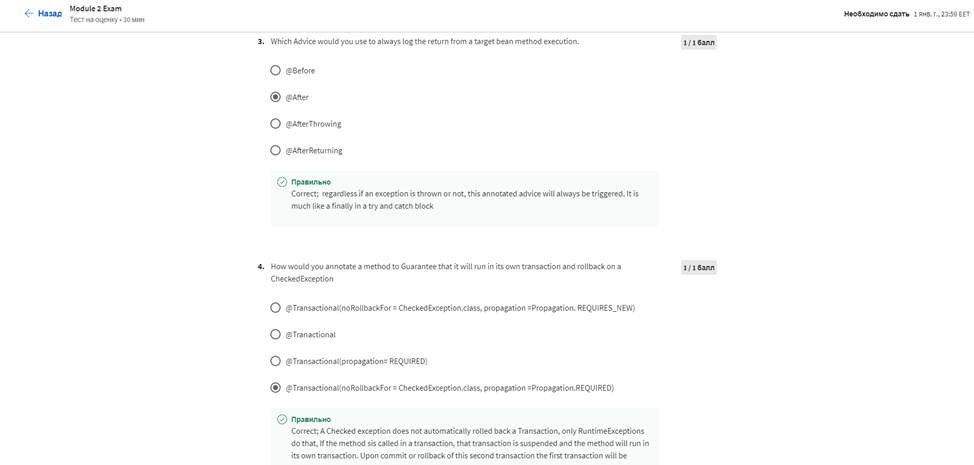 Назад
Module 2 Exam
Тест на оценку • 30 мин
Необходимо сдать 1 янв. г., 23:59 EET
3. Which Advice would you use to always log the return from a target bean method execution.
1 / 1 балл
@Before
@After
@AfterThrowing
@AfterReturning
Правильно
Correct; regardless if an exception is thrown or not, this annotated advice will always be triggered. It is
much like a finally in a try and catch block
4. How would you annotate a method to Guarantee that it will run in its own transaction and rollback on a
CheckedException
1 / 1 балл
@Transactional(noRollbackFor = CheckedException.class, propagation =Propagation. REQUIRES_NEW)
@Tranactional
@Transactional(propagation= REQUIRED)
@Transactional(noRollbackFor = CheckedException.class, propagation =Propagation.REQUIRED)
Правильно
Correct; A Checked exception does not automatically rolled back a Transaction, only RuntimeExceptions
do that, If the method sis called in a transaction, that transaction is suspended and the method will run in
its own transaction. Upon commit or rollback of this second transaction the first transaction will be